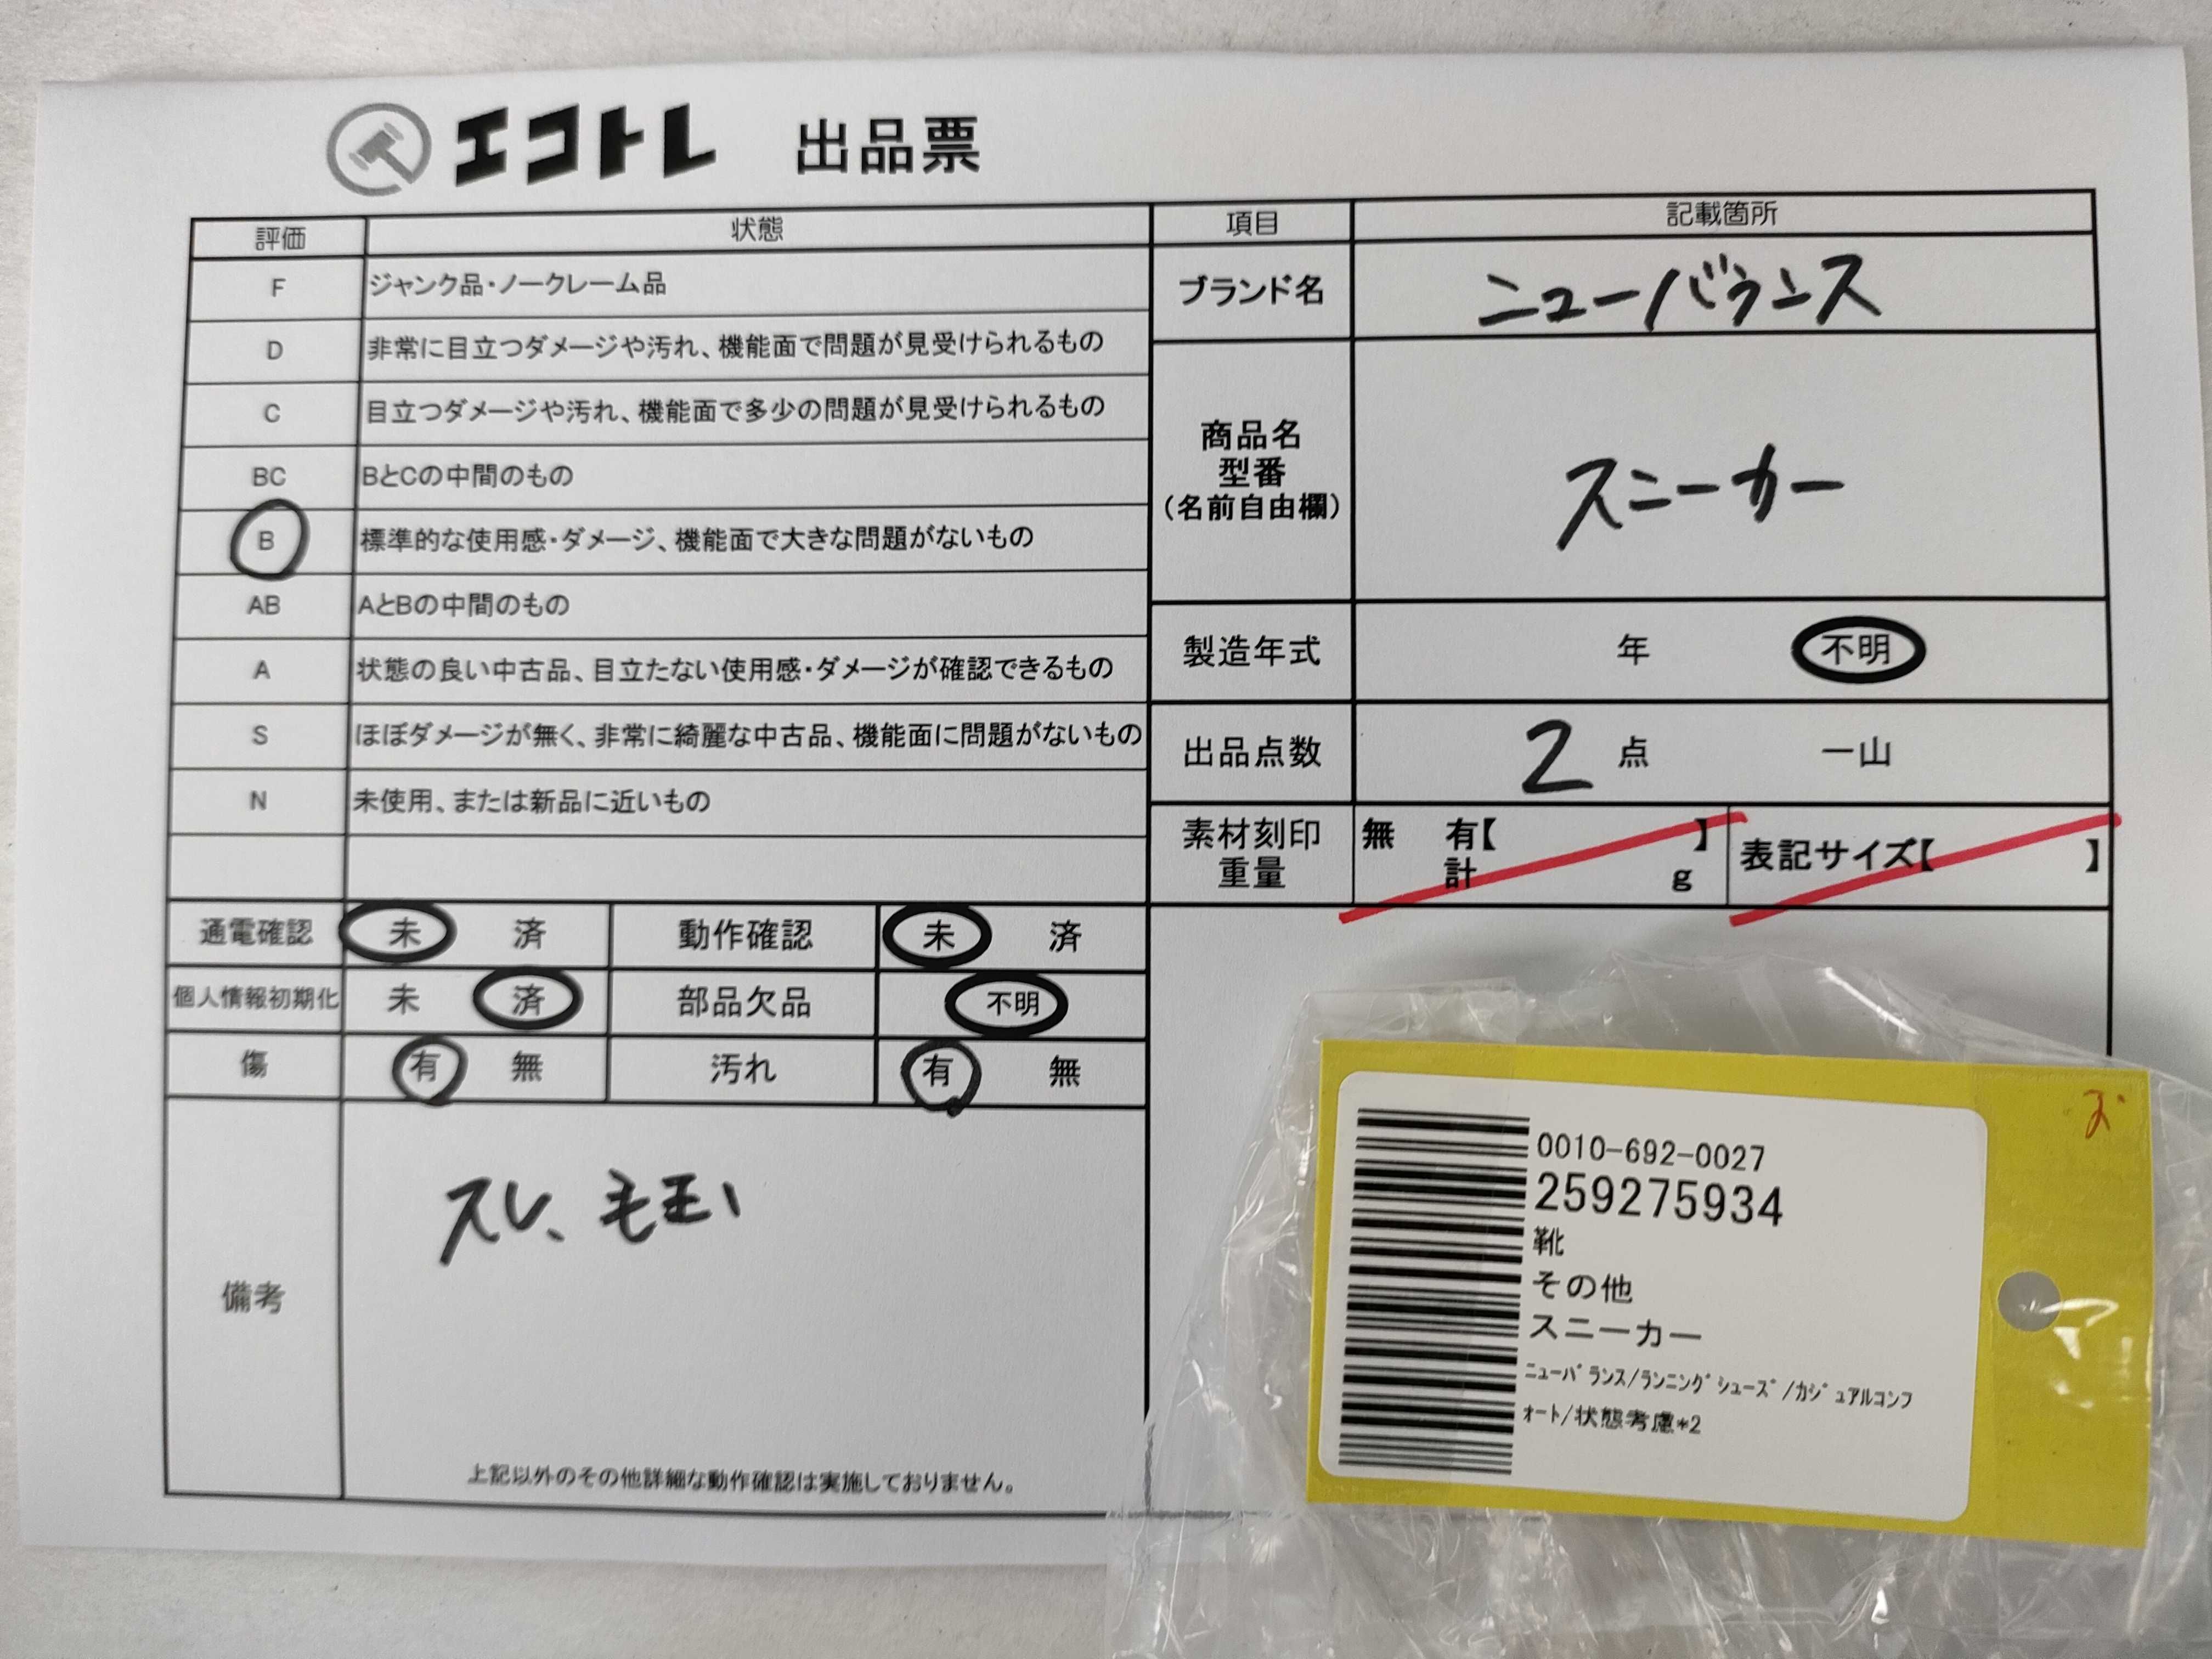 エコトレ 出品票
評価 状態
F ジャンク品・ノークレーム品
D 非常に目立つダメージや汚れ、機能面で問題が見受けられるもの
C 目立つダメージや汚れ、機能面で多少の問題が見受けられるもの
BC BとCの中間のもの
B 標準的な使用感・ダメージ、機能面で大きな問題がないもの
AB AとBの中間のもの
A 状態の良い中古品、目立たない使用感・ダメージが確認できるもの
S ほぼダメージが無く、非常に綺麗な中古品、機能面に問題がないもの
N 未使用、または新品に近いもの
通電確認 未 済 動作確認 未 済
個人情報初期化 未 済 部品欠品 不明
傷 有 無 汚れ 有 無
備考
スレ、毛玉い
上記以外のその他詳細な動作確認は実施しておりません。
項目 記載箇所
ブランド名 ニューバランス
商品名
型番
(名前自由欄)
スニーカー
製造年式 年 不明
出品点数 2 点 一山
素材刻印 無 有【 】
重量 計 g
表記サイズ【 】
0010-692-0027
259275934
靴
その他
スニーカー
ﾆｭｰﾊﾞﾗﾝｽ/ﾗﾝﾆﾝｸﾞｼｭｰｽﾞ/ｶｼﾞｭｱﾙｺﾝﾌ
ｫｰﾄ/状態考慮*2